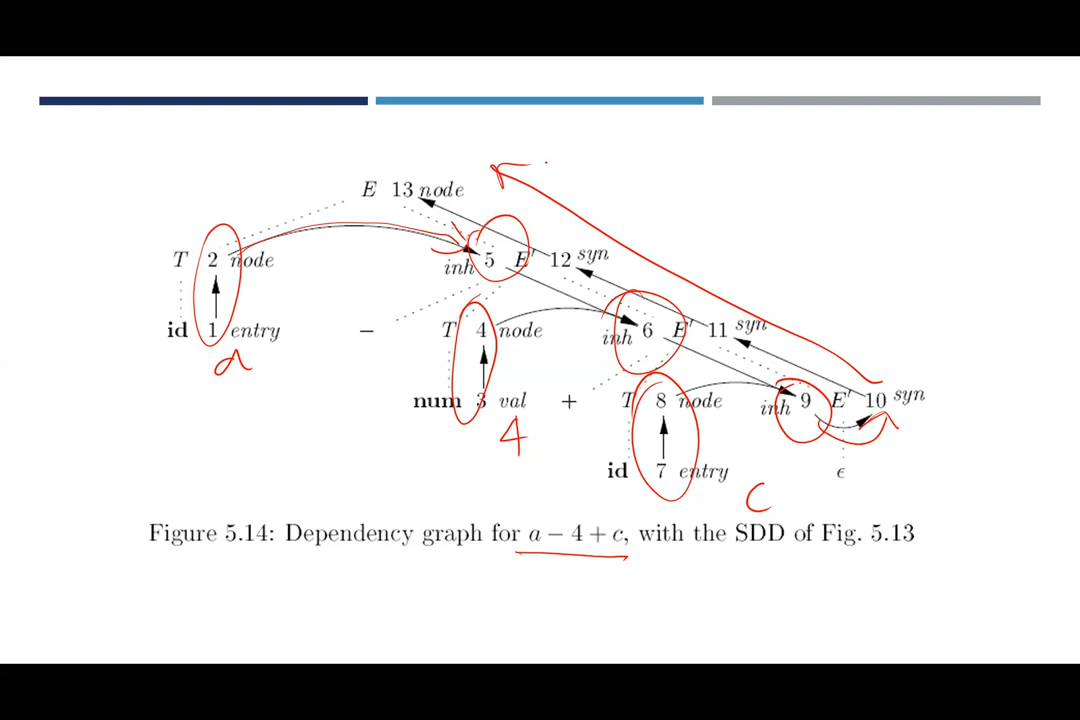 E 13 node
T 2 node
inh 5 E' 12 syn
id 1 entry
a
−
T 4 node
inh 6 E' 11 syn
num 3 val
4
+
T 8 node
inh 9 E' 10 syn
id 7 entry
c
ϵ
Figure 5.14: Dependency graph for a − 4 + c, with the SDD of Fig. 5.13